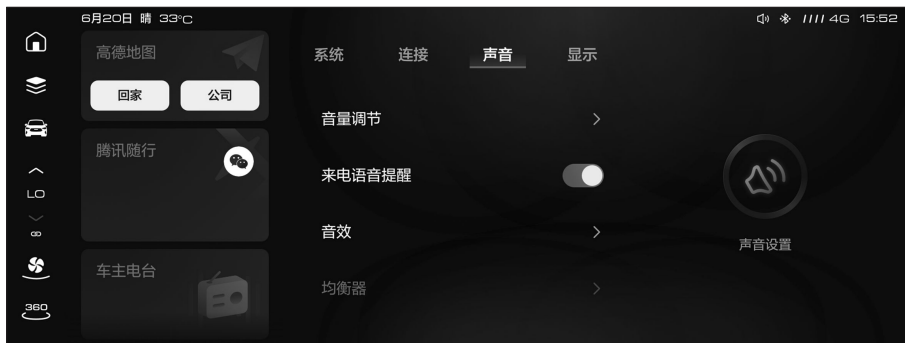 6月20日 晴 33°C
4G 15:52
LO
360
高德地图
回家 公司
腾讯随行
车主电台
系统 连接 声音 显示
音量调节
来电语音提醒
音效
均衡器
声音设置